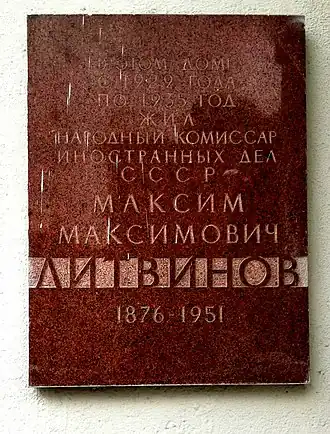 В ЭТОМ ДОМЕ
С 1929 ГОДА
ПО 1935 ГОД
ЖИЛ
НАРОДНЫЙ КОМИССАР
ИНОСТРАННЫХ ДЕЛ
СССР
МАКСИМ
МАКСИМОВИЧ
ЛИТВИНОВ
1876-1951